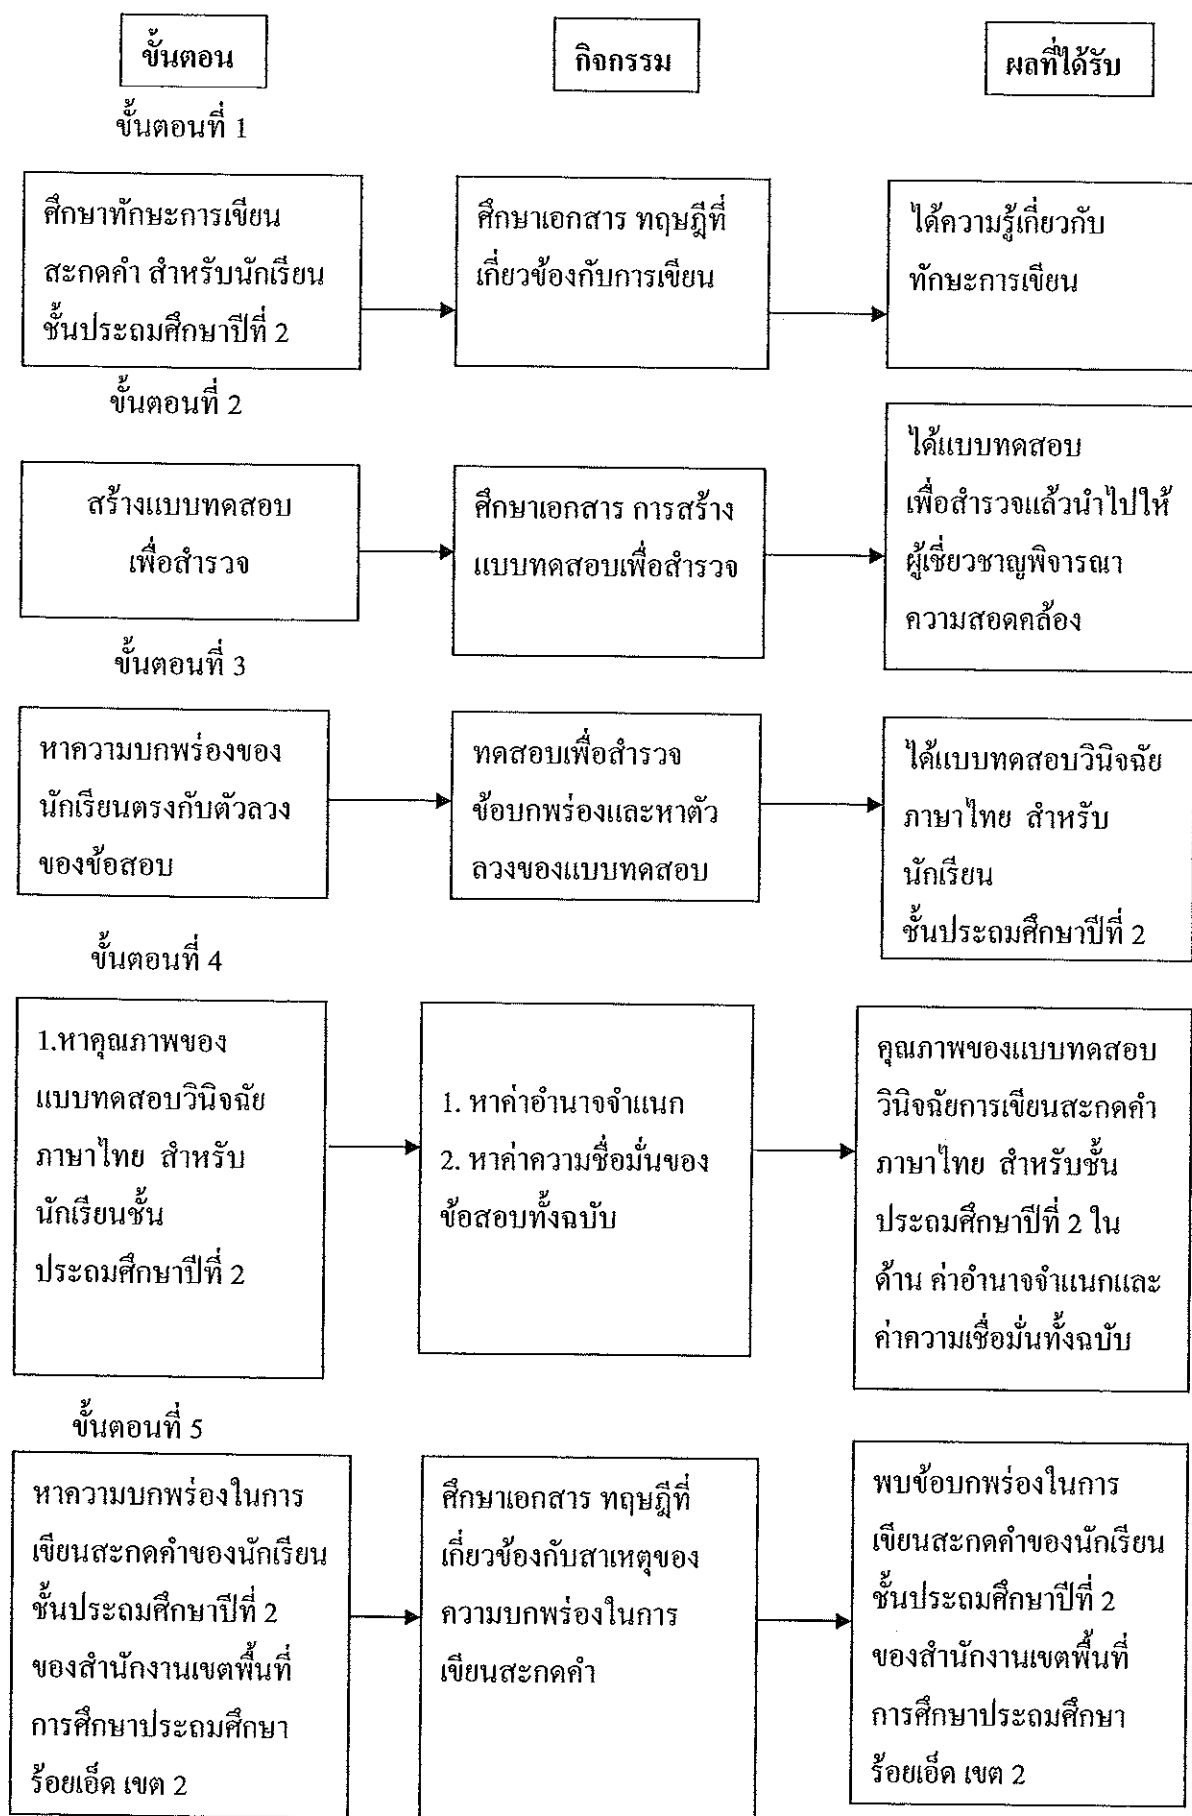 ขั้นตอน
กิจกรรม
ผลที่ได้รับ
ขั้นตอนที่ 1
ศึกษาทักษะการเขียน
สะกดคำ สำหรับนักเรียน
ชั้นประถมศึกษาปีที่ 2
ศึกษาเอกสาร ทฤษฎีที่
เกี่ยวข้องกับการเขียน
ได้ความรู้เกี่ยวกับ
ทักษะการเขียน
ขั้นตอนที่ 2
สร้างแบบทดสอบ
เพื่อสำรวจ
ศึกษาเอกสาร การสร้าง
แบบทดสอบเพื่อสำรวจ
ได้แบบทดสอบ
เพื่อสำรวจแล้วนำไปให้
ผู้เชี่ยวชาญพิจารณา
ความสอดคล้อง
ขั้นตอนที่ 3
หาความบกพร่องของ
นักเรียนตรงกับตัวลวง
ของข้อสอบ
ทดสอบเพื่อสำรวจ
ข้อบกพร่องและหาตัว
ลวงของแบบทดสอบ
ได้แบบทดสอบวินิจฉัย
ภาษาไทย สำหรับ
นักเรียน
ชั้นประถมศึกษาปีที่ 2
ขั้นตอนที่ 4
1.หาคุณภาพของ
แบบทดสอบวินิจฉัย
ภาษาไทย สำหรับ
นักเรียนชั้น
ประถมศึกษาปีที่ 2
1. หาค่าอำนาจจำแนก
2. หาค่าความชื่อมั่นของ
ข้อสอบทั้งฉบับ
คุณภาพของแบบทดสอบ
วินิจฉัยการเขียนสะกดคำ
ภาษาไทย สำหรับชั้น
ประถมศึกษาปีที่ 2 ใน
ด้าน ค่าอำนาจจำแนกและ
ค่าความเชื่อมั่นทั้งฉบับ
ขั้นตอนที่ 5
หาความบกพร่องในการ
เขียนสะกดคำของนักเรียน
ชั้นประถมศึกษาปีที่ 2
ของสำนักงานเขตพื้นที่
การศึกษาประถมศึกษา
ร้อยเอ็ด เขต 2
ศึกษาเอกสาร ทฤษฎีที่
เกี่ยวข้องกับสาเหตุของ
ความบกพร่องในการ
เขียนสะกดคำ
พบข้อบกพร่องในการ
เขียนสะกดคำของนักเรียน
ชั้นประถมศึกษาปีที่ 2
ของสำนักงานเขตพื้นที่
การศึกษาประถมศึกษา
ร้อยเอ็ด เขต 2